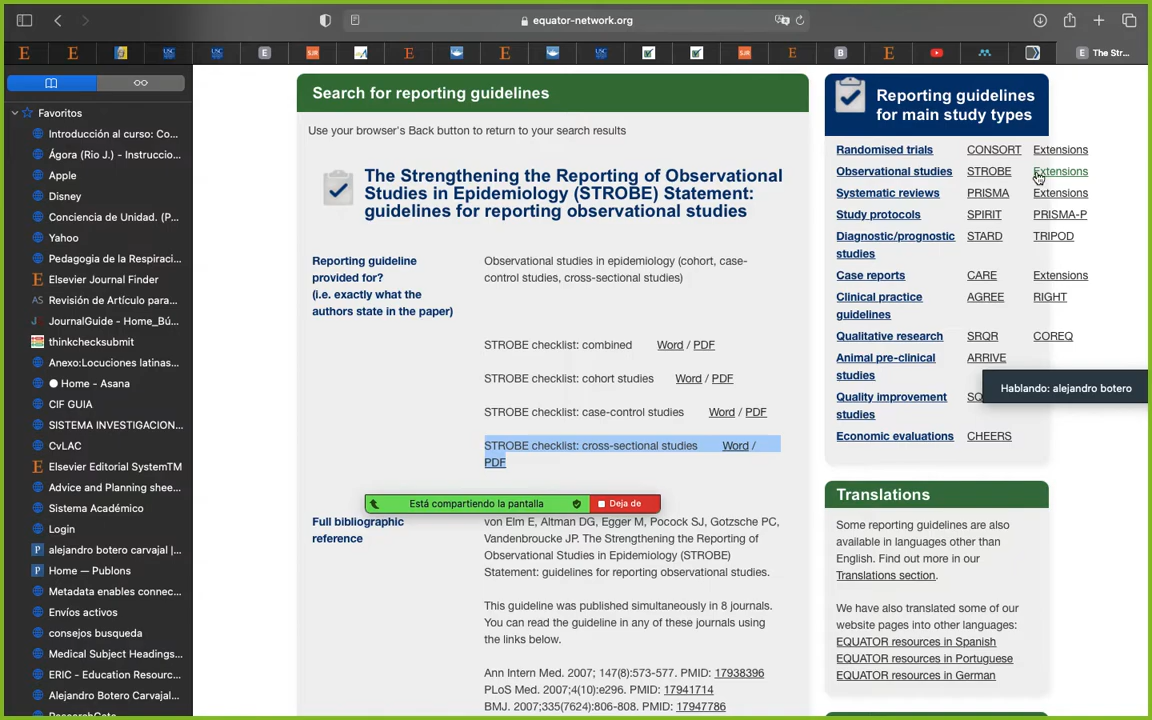 equator-network.org
E The Str...
Favoritos
Introducción al curso: Co...
Ágora (Rio J.) - Instruccio...
Apple
Disney
Conciencia de Unidad. (P...
Yahoo
Pedagogia de la Respiraci...
Elsevier Journal Finder
AS Revisión de Artículo para...
J JournalGuide - Home_Bú...
thinkchecksubmit
Anexo:Locuciones latinas...
Home - Asana
CIF GUIA
SISTEMA INVESTIGACION...
CvLAC
Elsevier Editorial SystemTM
Advice and Planning shee...
Sistema Académico
Login
P alejandro botero carvajal |...
P Home — Publons
Metadata enables connec...
Envíos activos
consejos busqueda
Medical Subject Headings...
ERIC - Education Resourc...
Alejandro Botero Carvajal...
Search for reporting guidelines
Use your browser's Back button to return to your search results
The Strengthening the Reporting of Observational
Studies in Epidemiology (STROBE) Statement:
guidelines for reporting observational studies
Reporting guideline
provided for?
(i.e. exactly what the
authors state in the paper)
Observational studies in epidemiology (cohort, case-
control studies, cross-sectional studies)
STROBE checklist: combined Word / PDF
STROBE checklist: cohort studies Word / PDF
STROBE checklist: case-control studies Word / PDF
STROBE checklist: cross-sectional studies Word /
PDF
Está compartiendo la pantalla Deja de
Full bibliographic
reference
von Elm E, Altman DG, Egger M, Pocock SJ, Gotzsche PC,
Vandenbroucke JP. The Strengthening the Reporting of
Observational Studies in Epidemiology (STROBE)
Statement: guidelines for reporting observational studies.
This guideline was published simultaneously in 8 journals.
You can read the guideline in any of these journals using
the links below.
Ann Intern Med. 2007; 147(8):573-577. PMID: 17938396
PLoS Med. 2007;4(10):e296. PMID: 17941714
BMJ. 2007;335(7624):806-808. PMID: 17947786
Reporting guidelines
for main study types
Randomised trials CONSORT Extensions
Observational studies STROBE Extensions
Systematic reviews PRISMA Extensions
Study protocols SPIRIT PRISMA-P
Diagnostic/prognostic STARD TRIPOD
studies
Case reports CARE Extensions
Clinical practice AGREE RIGHT
guidelines
Qualitative research SRQR COREQ
Animal pre-clinical ARRIVE
studies
Hablando: alejandro botero
Quality improvement
studies
Economic evaluations CHEERS
Translations
Some reporting guidelines are also
available in languages other than
English. Find out more in our
Translations section.
We have also translated some of our
website pages into other languages:
EQUATOR resources in Spanish
EQUATOR resources in Portuguese
EQUATOR resources in German